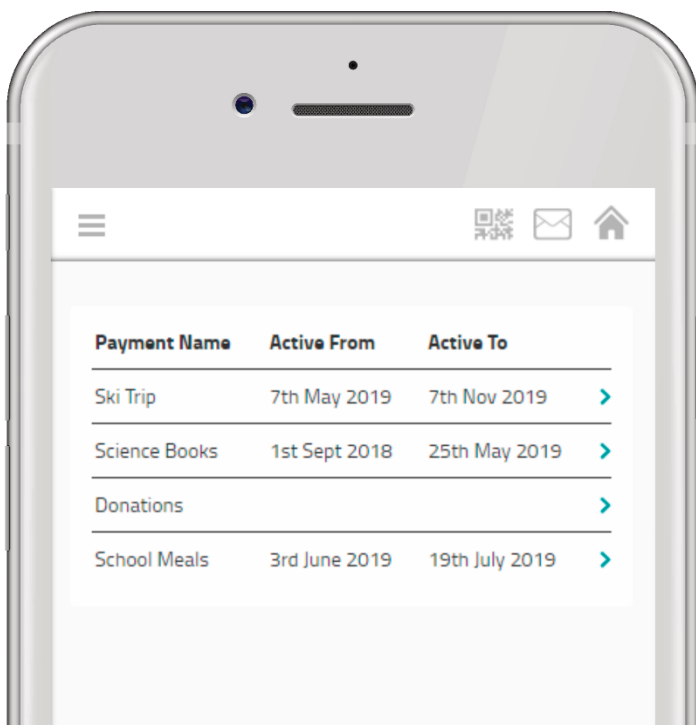 Payment Name Active From Active To
Ski Trip 7th May 2019 7th Nov 2019
Science Books 1st Sept 2018 25th May 2019
Donations
School Meals 3rd June 2019 19th July 2019